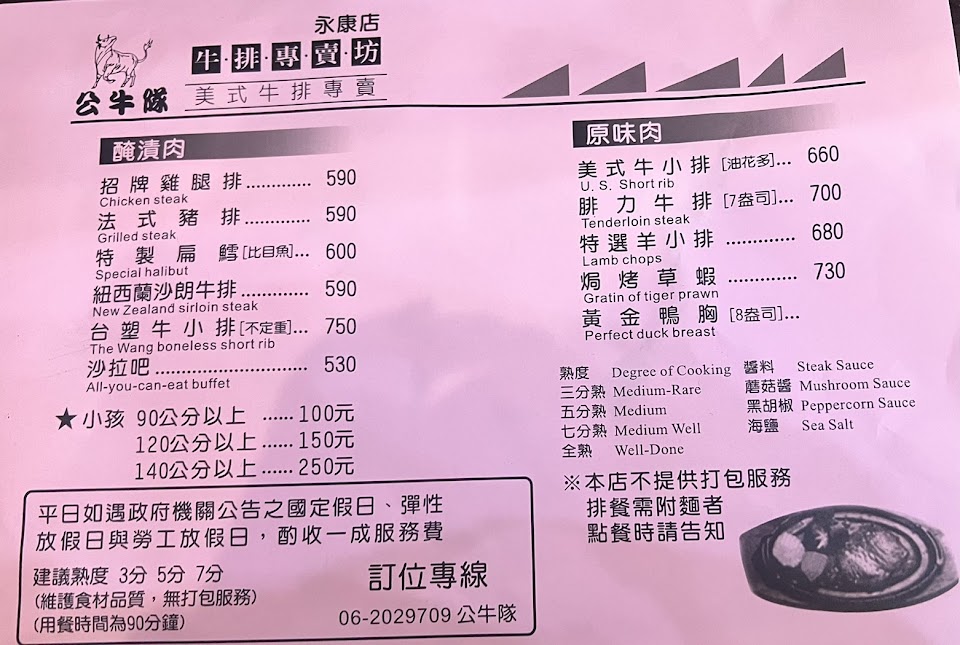 永康店
牛·排·專·賣·坊
公牛隊
美式牛排專賣
醃漬肉
招牌雞腿排............. 590
Chicken steak
法式豬排............. 590
Grilled steak
特製扁鱈[比目魚]... 600
Special halibut
紐西蘭沙朗牛排............. 590
New Zealand sirloin steak
台塑牛小排[不定重]... 750
The Wang boneless short rib
沙拉吧............................. 530
All-you-can-eat buffet
★小孩 90公分以上 ......100元
120公分以上......150元
140公分以上......250元
平日如遇政府機關公告之國定假日、彈性
放假日與勞工放假日,酌收一成服務費
建議熟度 3分 5分 7分
(維護食材品質,無打包服務)
(用餐時間為90分鐘)
訂位專線
06-2029709 公牛隊
原味肉
美式牛小排[油花多]... 660
U. S. Short rib
腓力牛排[7盎司]... 700
Tenderloin steak
特選羊小排............. 680
Lamb chops
焗烤草蝦............. 730
Gratin of tiger prawn
黃金鴨胸[8盎司]...
Perfect duck breast
熟度 Degree of Cooking
三分熟 Medium-Rare
五分熟 Medium
七分熟 Medium Well
全熟 Well-Done
醬料 Steak Sauce
蘑菇醬 Mushroom Sauce
黑胡椒 Peppercorn Sauce
海鹽 Sea Salt
※本店不提供打包服務
排餐需附麵者
點餐時請告知